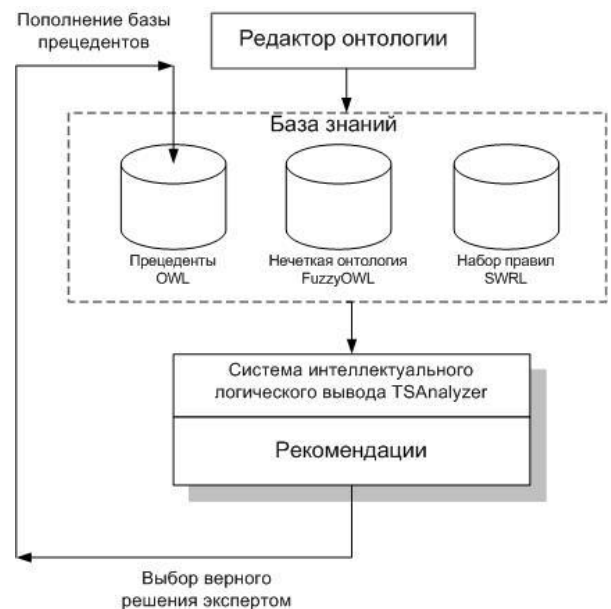 Пополнение базы
прецедентов
Редактор онтологии
База знаний
Прецеденты
OWL
Нечеткая онтология
FuzzyOWL
Набор правил
SWRL
Система интеллектуального
логического вывода TSAnalyzer
Рекомендации
Выбор верного
решения экспертом